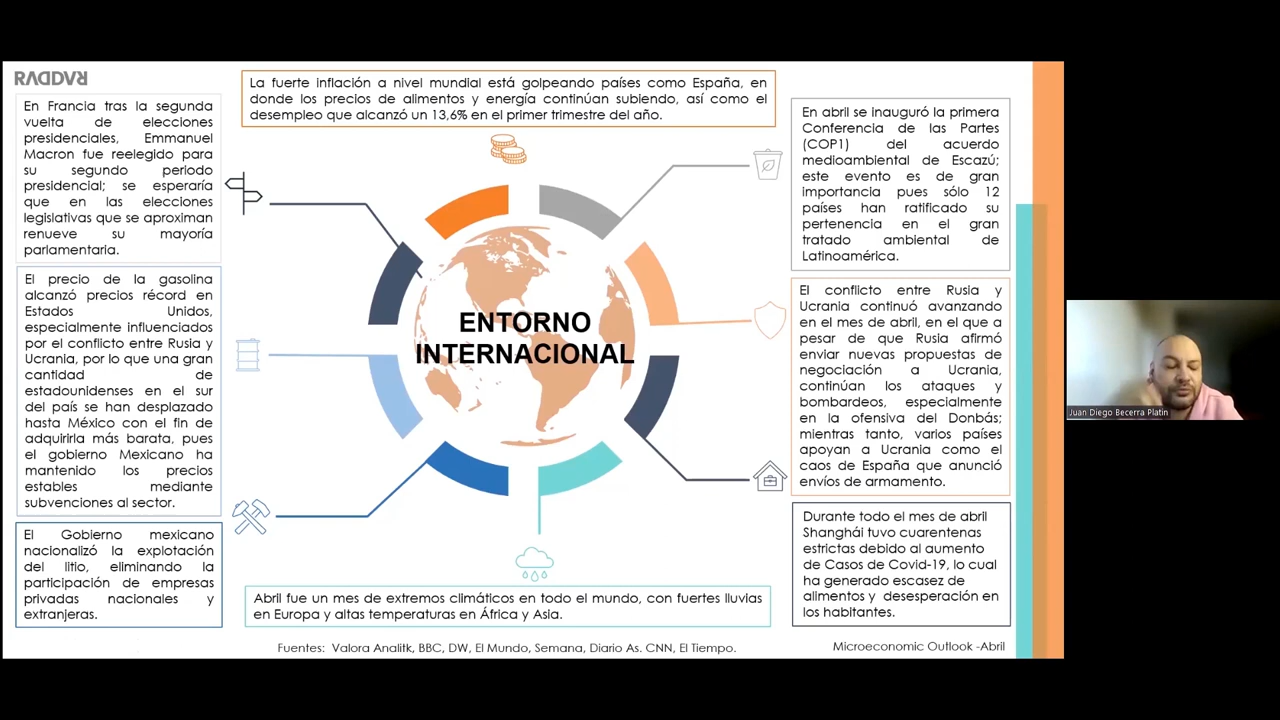 RADDAR
En Francia tras la segunda
vuelta de elecciones
presidenciales, Emmanuel
Macron fue reelegido para
su segundo periodo
presidencial; se esperaría
que en las elecciones
legislativas que se aproximan
renueve su mayoría
parlamentaria.
El precio de la gasolina
alcanzó precios récord en
Estados Unidos,
especialmente influenciados
por el conflicto entre Rusia y
Ucrania, por lo que una gran
cantidad de
estadounidenses en el sur
del país se han desplazado
hasta México con el fin de
adquirirla más barata, pues
el gobierno Mexicano ha
mantenido los precios
estables mediante
subvenciones al sector.
El Gobierno mexicano
nacionalizó la explotación
del litio, eliminando la
participación de empresas
privadas nacionales y
extranjeras.
La fuerte inflación a nivel mundial está golpeando países como España, en
donde los precios de alimentos y energía continúan subiendo, así como el
desempleo que alcanzó un 13,6% en el primer trimestre del año.
ENTORNO
INTERNACIONAL
Abril fue un mes de extremos climáticos en todo el mundo, con fuertes lluvias
en Europa y altas temperaturas en África y Asia.
En abril se inauguró la primera
Conferencia de las Partes
(COP1) del acuerdo
medioambiental de Escazú;
este evento es de gran
importancia pues sólo 12
países han ratificado su
pertenencia en el gran
tratado ambiental de
Latinoamérica.
El conflicto entre Rusia y
Ucrania continuó avanzando
en el mes de abril, en el que a
pesar de que Rusia afirmó
enviar nuevas propuestas de
negociación a Ucrania,
continúan los ataques y
bombardeos, especialmente
en la ofensiva del Donbás;
mientras tanto, varios países
apoyan a Ucrania como el
caos de España que anunció
envíos de armamento.
Durante todo el mes de abril
Shanghái tuvo cuarentenas
estrictas debido al aumento
de Casos de Covid-19, lo cual
ha generado escasez de
alimentos y desesperación en
los habitantes.
Fuentes: Valora Analitk, BBC, DW, El Mundo, Semana, Diario As. CNN, El Tiempo.
Microeconomic Outlook -Abril
Juan Diego Becerra Platin